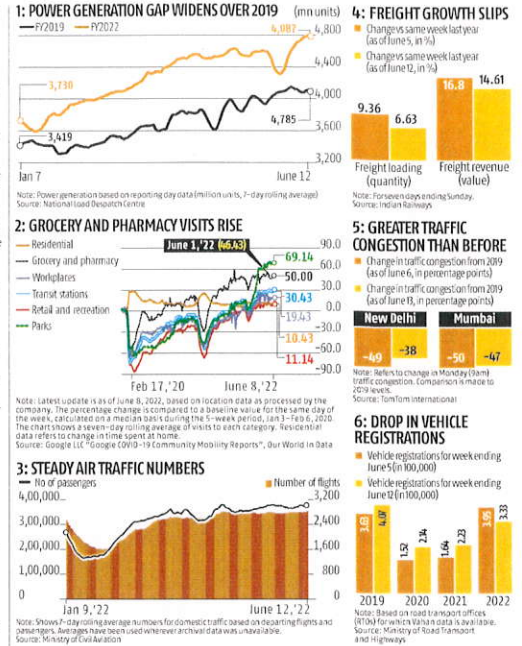 1: POWER GENERATION GAP WIDENS OVER 2019 (mn units)
FY2019 FY2022
4,087
4,800
4,400
4,000
3,600
3,200
3,730
3,419
4,785
Jan 7
June 12
Note: Power generation based on reporting day data (million units, 7-day rolling average)
Source: National Load Despatch Centre
2: GROCERY AND PHARMACY VISITS RISE
Residential
Grocery and pharmacy
Workplaces
Transit stations
Retail and recreation
Parks
June 1,'22 (46.43)
69.14
50.00
30.43
19.43
10.43
-11.14
90.0
60.0
30.0
0.0
-30.0
-60.0
-90.0
Feb 17,'20
June 8,'22
Note: Latest update is as of June 8, 2022, based on location data as processed by the
company. The percentage change is compared to a baseline value for the same day of
the week, calculated on a median basis during the 5-week period, Jan 3-Feb 6, 2020.
The chart shows a seven-day rolling average of visits to each category. Residential
data refers to change in time spent at home.
Source: Google LLC "Google COVID-19 Community Mobility Reports", Our World In Data
3: STEADY AIR TRAFFIC NUMBERS
No of passengers
Number of flights
4,00,000
3,00,000
2,00,000
1,00,000
0
3,200
2,400
1,600
800
0
Jan 9,'22
June 12,'22
Note: Shows 7-day rolling average numbers for domestic traffic based on departing flights and
passengers. Averages have been used wherever archival data was unavailable.
Source: Ministry of Civil Aviation
4: FREIGHT GROWTH SLIPS
Change vs same week last year
(as of June 5, in %)
Change vs same week last year
(as of June 12, in %)
9.36
6.63
16.8
14.61
Freight loading
(quantity)
Freight revenue
(value)
Note: For seven days ending Sunday.
Source: Indian Railways
5: GREATER TRAFFIC
CONGESTION THAN BEFORE
Change in traffic congestion from 2019
(as of June 6, in percentage points)
Change in traffic congestion from 2019
(as of June 13, in percentage points)
New Delhi
Mumbai
-49
-38
-50
-47
Note: Refers to change in Monday (9am)
traffic congestion. Comparison is made to
2019 levels.
Source: TomTom International
6: DROP IN VEHICLE
REGISTRATIONS
Vehicle registrations for week ending
June 5 (in 100,000)
Vehicle registrations for week ending
June 12 (in 100,000)
4.07
1.52
2.14
1.64
2.23
3.95
3.33
2019
2020
2021
2022
Note: Based on road transport offices
(RTOs) for which Vahan data is available.
Source: Ministry of Road Transport
and Highways